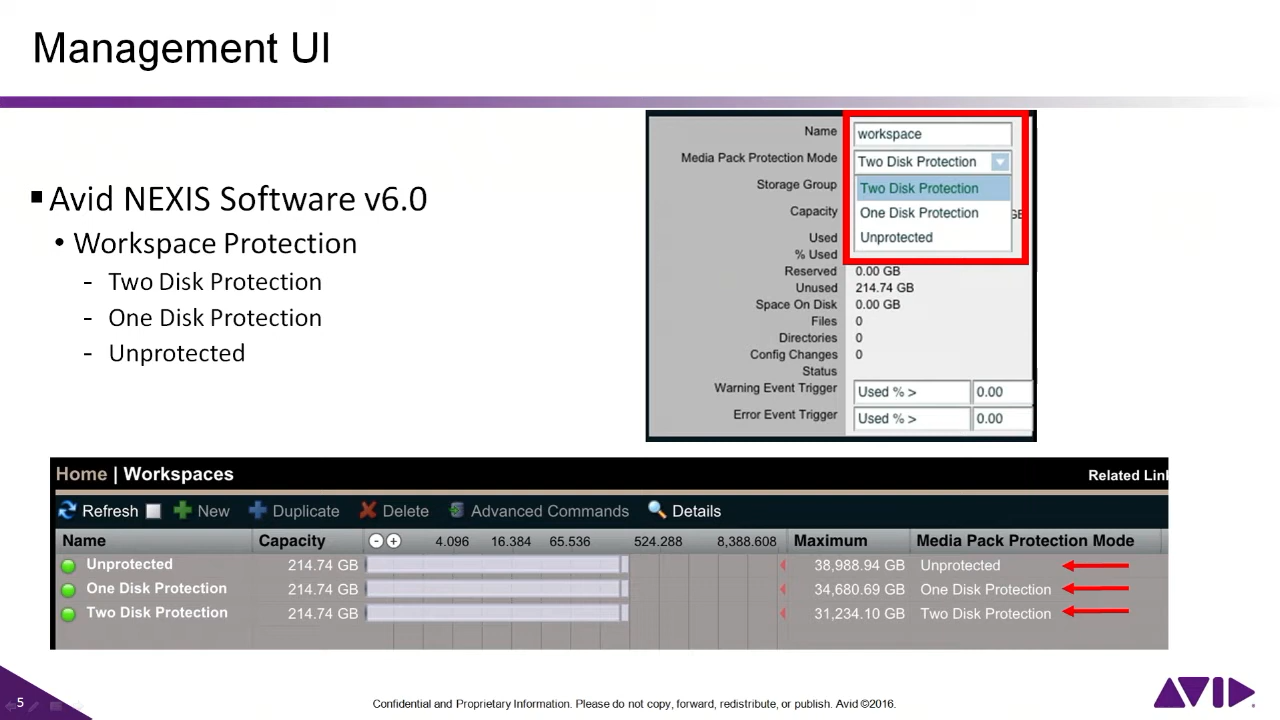 Management UI
▪ Avid NEXIS Software v6.0
• Workspace Protection
- Two Disk Protection
- One Disk Protection
- Unprotected
Name workspace
Media Pack Protection Mode Two Disk Protection
Storage Group Two Disk Protection
Capacity One Disk Protection GB
Used Unprotected
% Used
Reserved 0.00 GB
Unused 214.74 GB
Space On Disk 0.00 GB
Files 0
Directories 0
Config Changes 0
Status
Warning Event Trigger Used % > 0.00
Error Event Trigger Used % > 0.00
Home | Workspaces Related Link
Refresh New Duplicate Delete Advanced Commands Details
Name Capacity - + 4.096 16.384 65.536 524.288 8,388.608 Maximum Media Pack Protection Mode
Unprotected 214.74 GB 38,988.94 GB Unprotected
One Disk Protection 214.74 GB 34,680.69 GB One Disk Protection
Two Disk Protection 214.74 GB 31,234.10 GB Two Disk Protection
5
Confidential and Proprietary Information. Please do not copy, forward, redistribute, or publish. Avid ©2016.
AVID